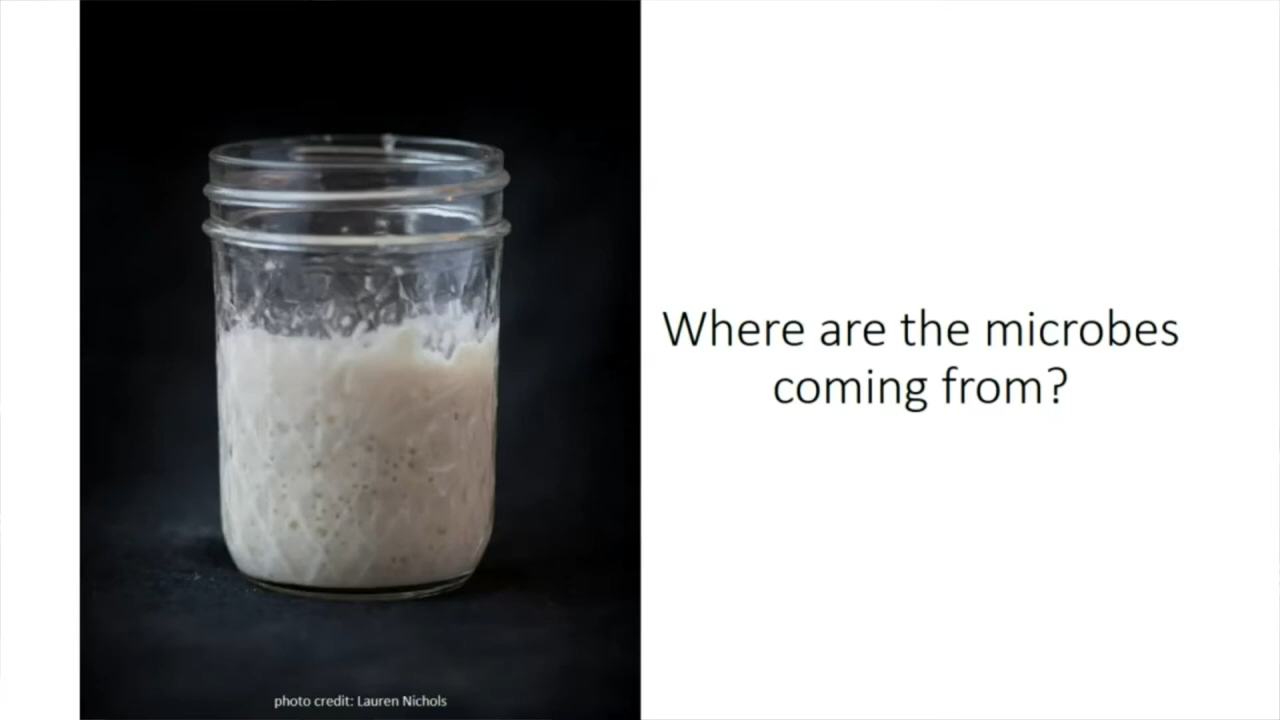 Where are the microbes
coming from?
photo credit: Lauren Nichols